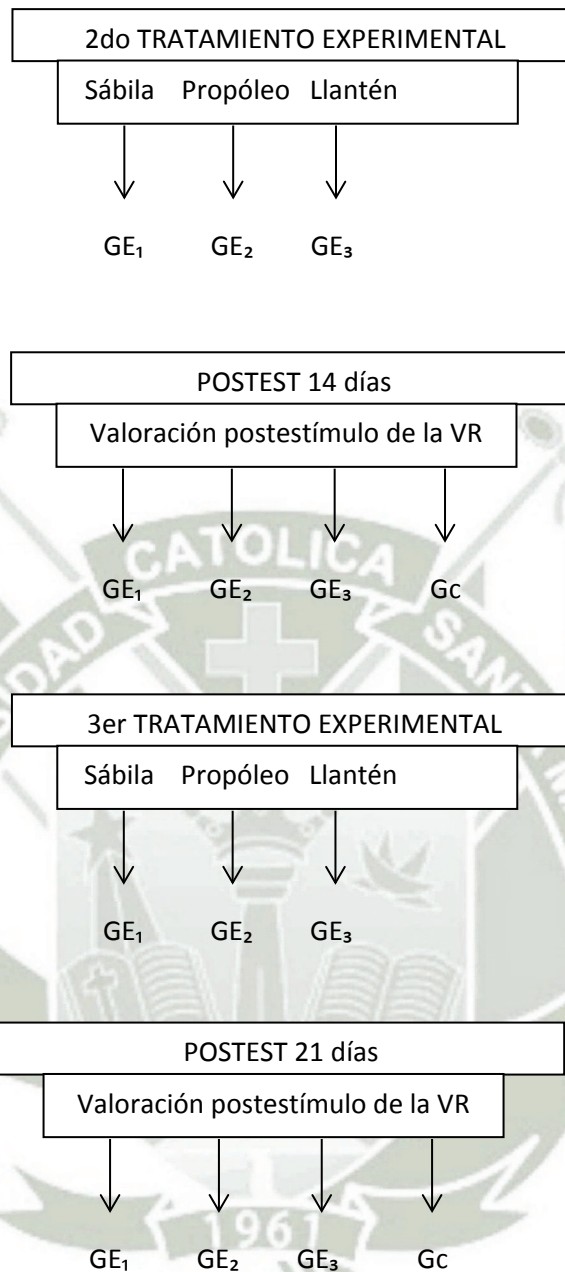 2do TRATAMIENTO EXPERIMENTAL
Sábila Propóleo Llantén
GE₁ GE₂ GE₃
POSTEST 14 días
Valoración postestímulo de la VR
CATOLICA
GE₁ GE₂ GE₃ Gc
3er TRATAMIENTO EXPERIMENTAL
Sábila Propóleo Llantén
GE₁ GE₂ GE₃
POSTEST 21 días
Valoración postestímulo de la VR
1961
GE₁ GE₂ GE₃ Gc